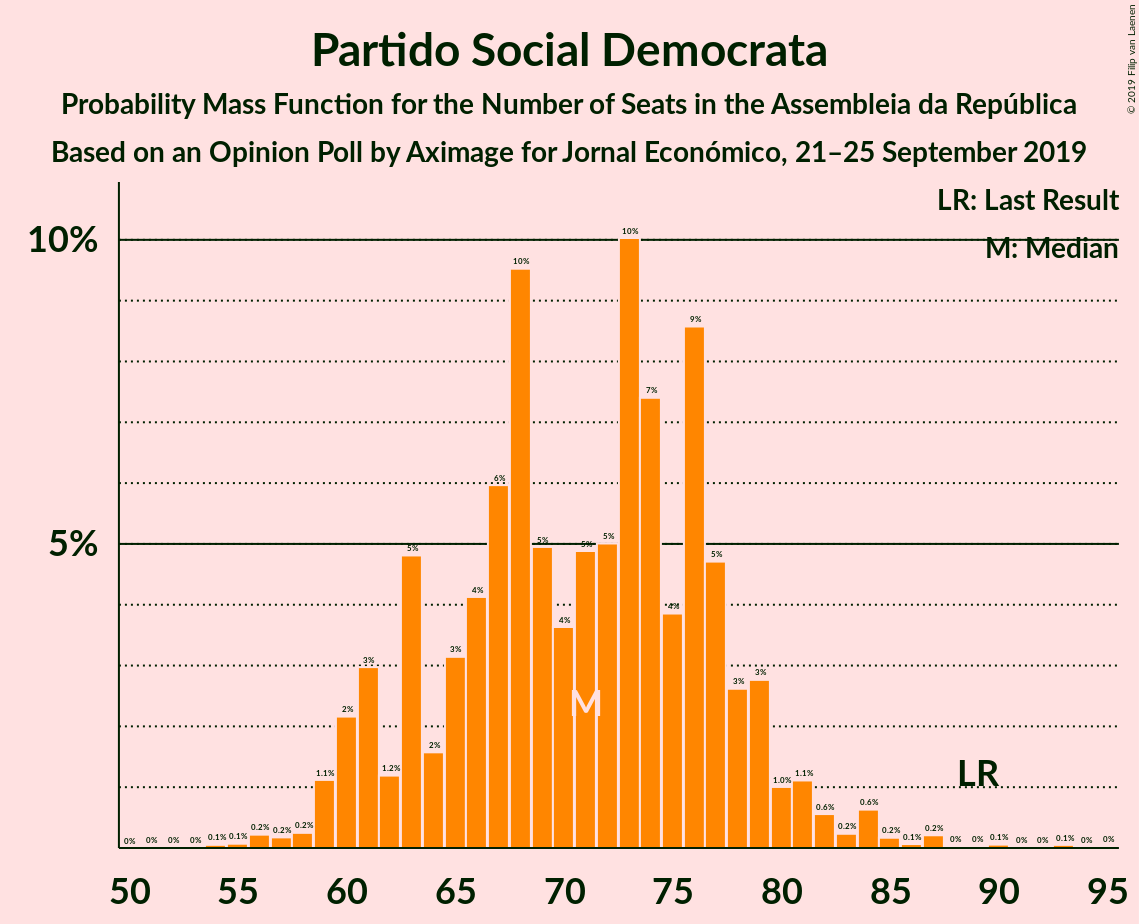 Partido Social Democrata
Probability Mass Function for the Number of Seats in the Assembleia da República
Based on an Opinion Poll by Aximage for Jornal Económico, 21–25 September 2019
© 2019 Filip van Laenen
LR: Last Result
M: Median
10%
5%
0% 0% 0% 0% 0.1% 0.1% 0.2% 0.2% 0.2% 1.1% 2% 3% 1.2% 5% 2% 3% 4% 6% 10% 5% 4% 5% 5% 10% 7% 4% 9% 5% 3% 3% 1.0% 1.1% 0.6% 0.2% 0.6% 0.2% 0.1% 0.2% 0% 0% 0.1% 0% 0% 0.1% 0% 0%
M
LR
50 55 60 65 70 75 80 85 90 95